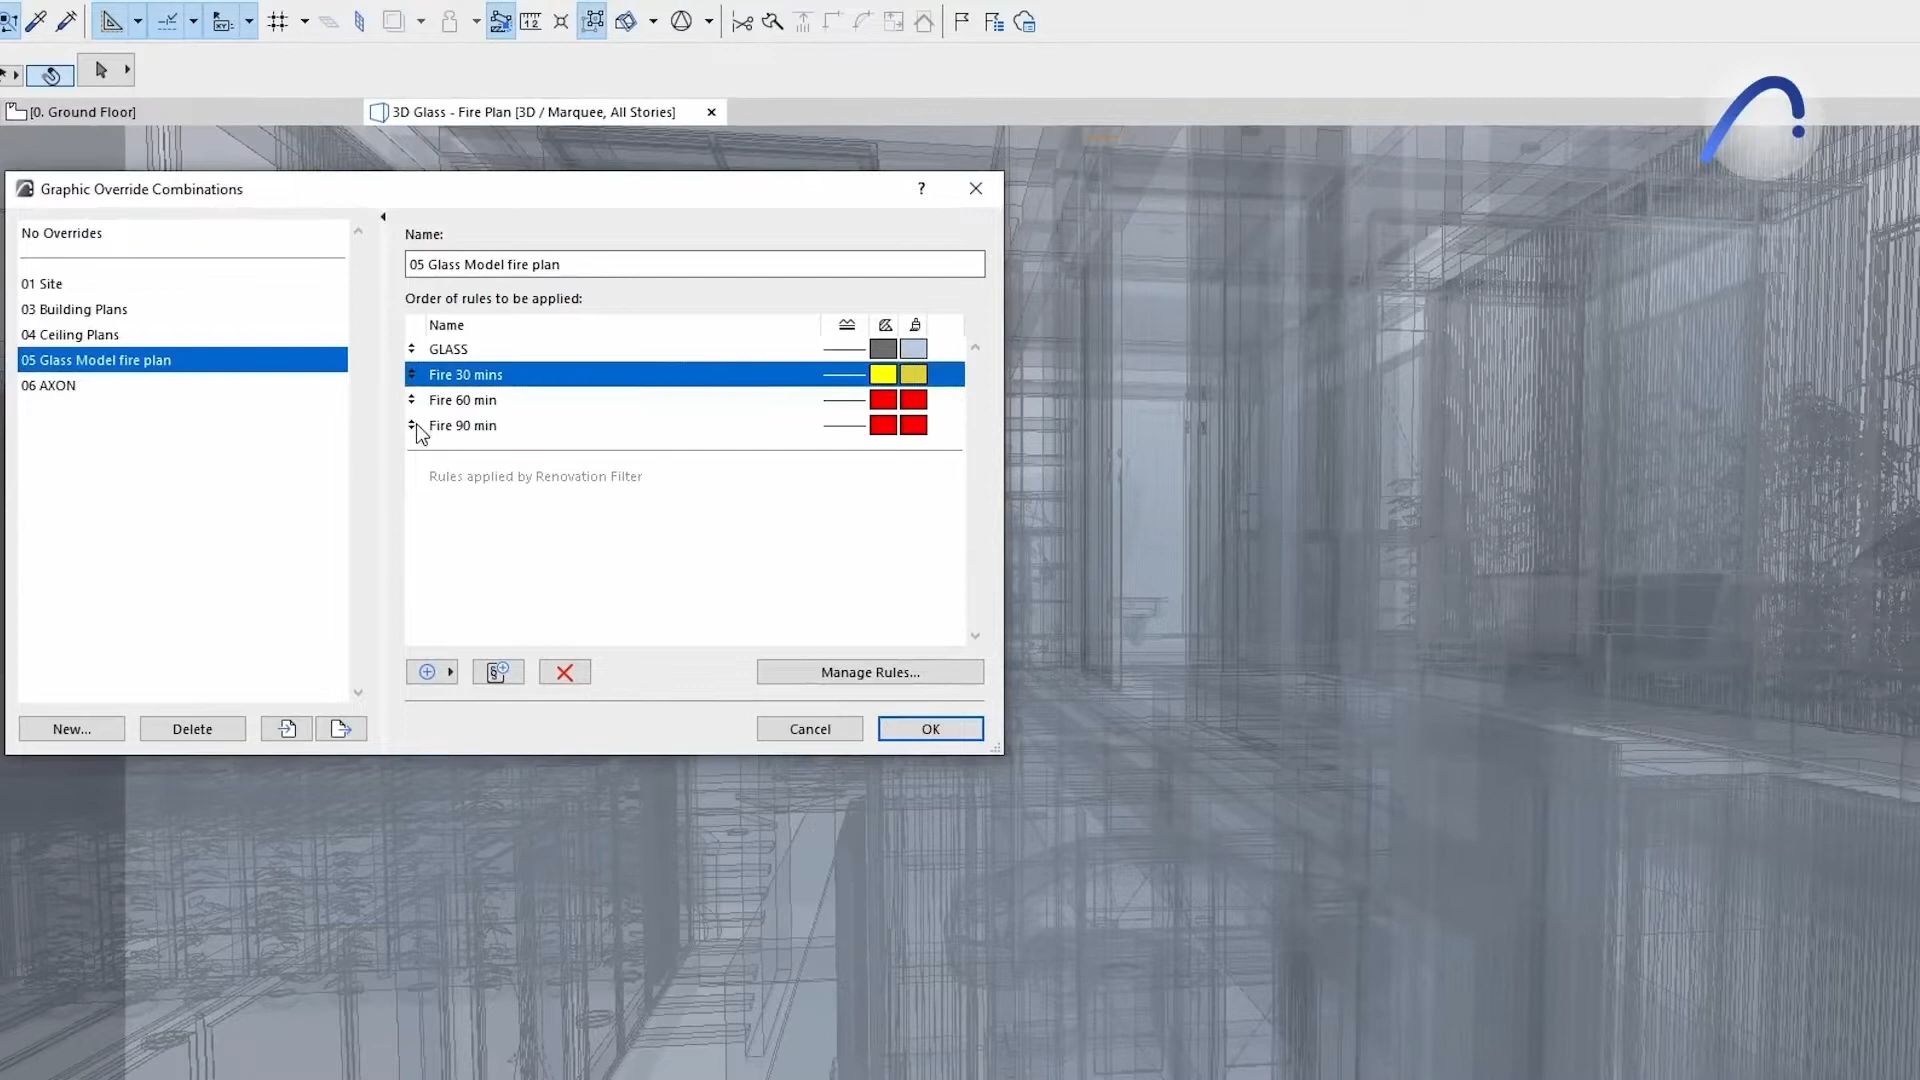 [0. Ground Floor]
3D Glass - Fire Plan [3D / Marquee, All Stories]
Graphic Override Combinations
?
No Overrides
01 Site
03 Building Plans
04 Ceiling Plans
05 Glass Model fire plan
06 AXON
New...
Delete
Name:
05 Glass Model fire plan
Order of rules to be applied:
Name
GLASS
Fire 30 mins
Fire 60 min
Fire 90 min
Rules applied by Renovation Filter
Manage Rules...
Cancel
OK